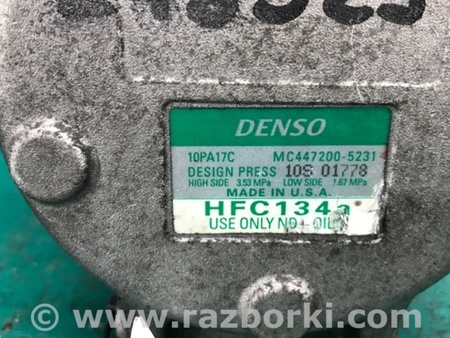 DENSO
10PA17C MC447200-5231
DESIGN PRESS 10S 01778
HIGH SIDE 3.53 MPa LOW SIDE 1.67 MPa
MADE IN U.S.A.
HFC134a
USE ONLY ND-OIL
© www.razborki.com